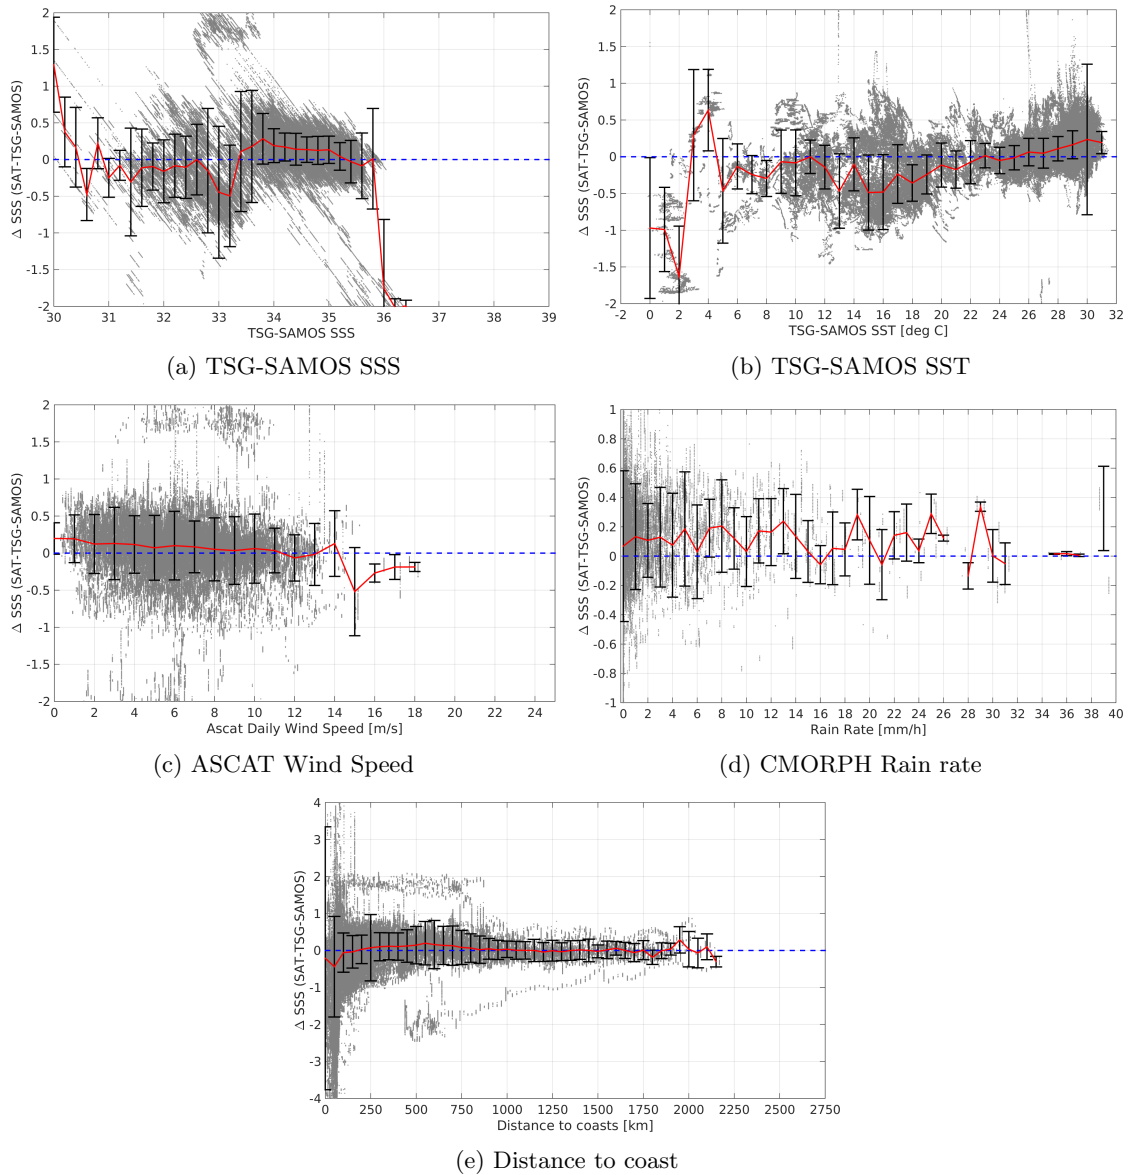 2
1.5
1
0.5
0
-0.5
-1
-1.5
-2
Δ SSS (SAT-TSG-SAMOS)
30 31 32 33 34 35 36 37 38 39
TSG-SAMOS SSS
(a) TSG-SAMOS SSS
2
1.5
1
0.5
0
-0.5
-1
-1.5
-2
Δ SSS (SAT-TSG-SAMOS)
-2 0 2 4 6 8 10 12 14 16 18 20 22 24 26 28 30 32
TSG-SAMOS SST [deg C]
(b) TSG-SAMOS SST
2
1.5
1
0.5
0
-0.5
-1
-1.5
-2
Δ SSS (SAT-TSG-SAMOS)
0 2 4 6 8 10 12 14 16 18 20 22 24
Ascat Daily Wind Speed [m/s]
(c) ASCAT Wind Speed
1
0.8
0.6
0.4
0.2
0
-0.2
-0.4
-0.6
-0.8
-1
Δ SSS (SAT-TSG-SAMOS)
0 2 4 6 8 10 12 14 16 18 20 22 24 26 28 30 32 34 36 38 40
Rain Rate [mm/h]
(d) CMORPH Rain rate
4
3
2
1
0
-1
-2
-3
-4
Δ SSS (SAT-TSG-SAMOS)
0 250 500 750 1000 1250 1500 1750 2000 2250 2500 2750
Distance to coasts [km]
(e) Distance to coast